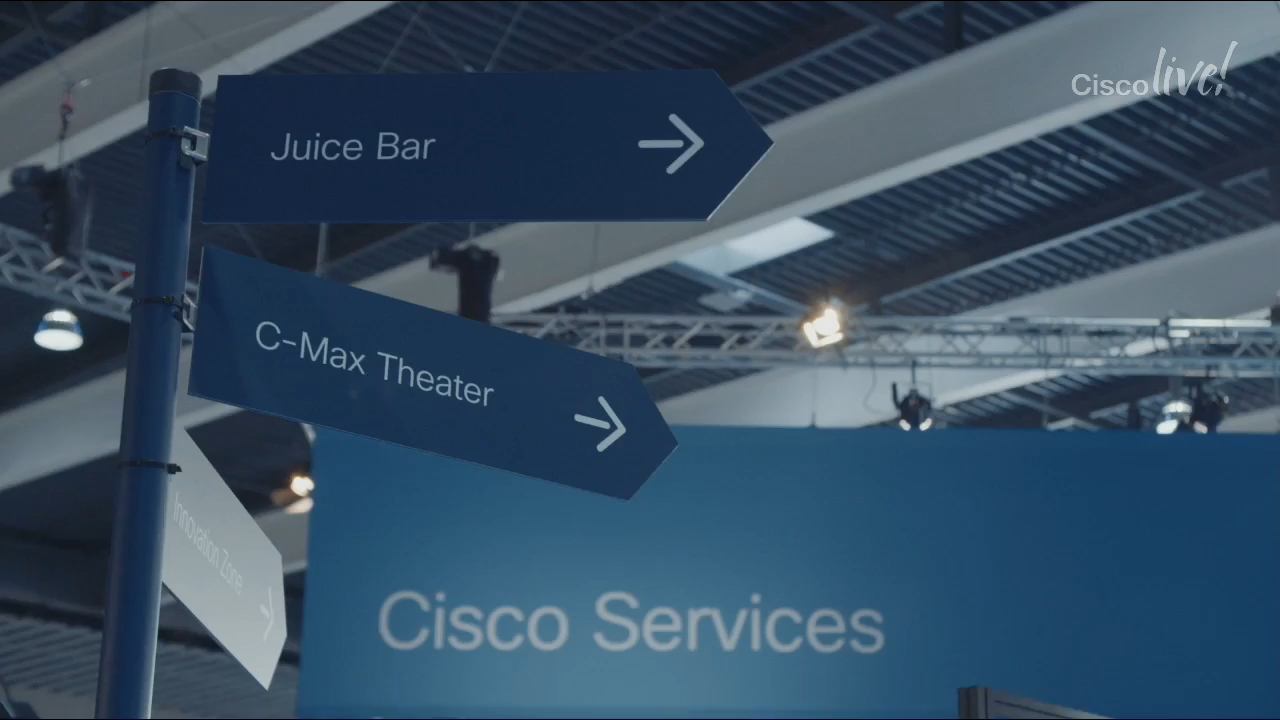 Cisco live!
Juice Bar →
C-Max Theater →
Innovation Zone →
Cisco Services